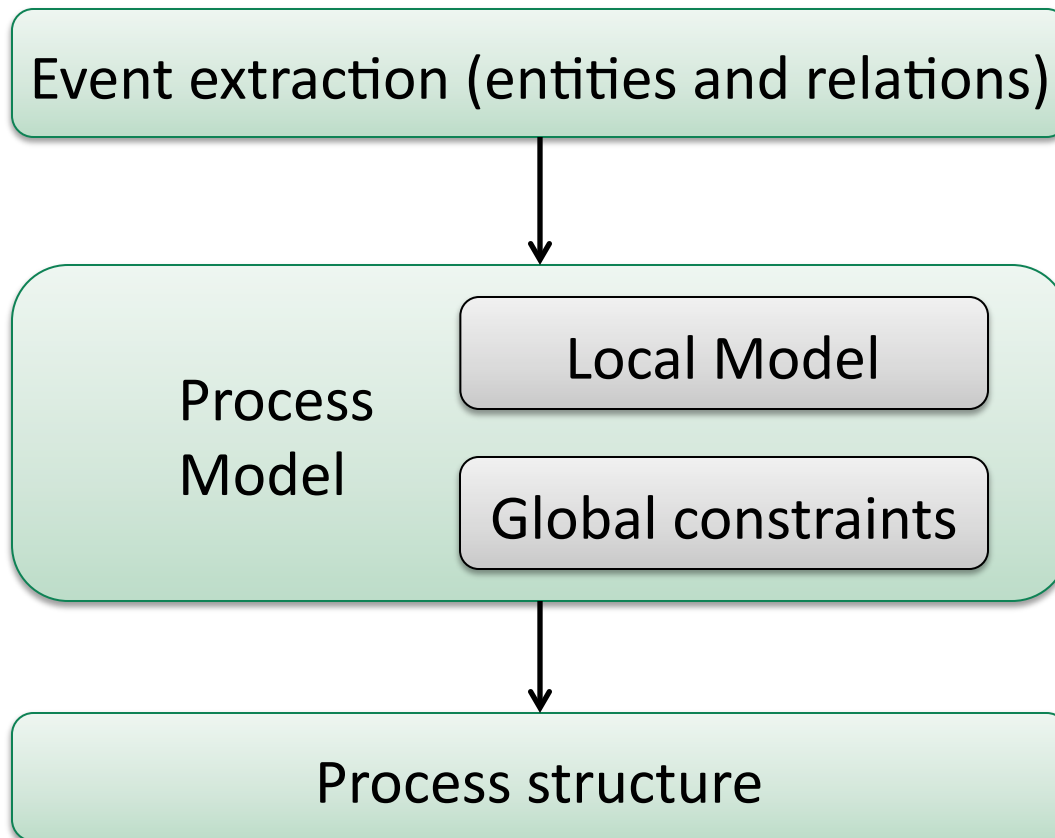 Event extraction (entities and relations)
Process
Model
Local Model
Global constraints
Process structure